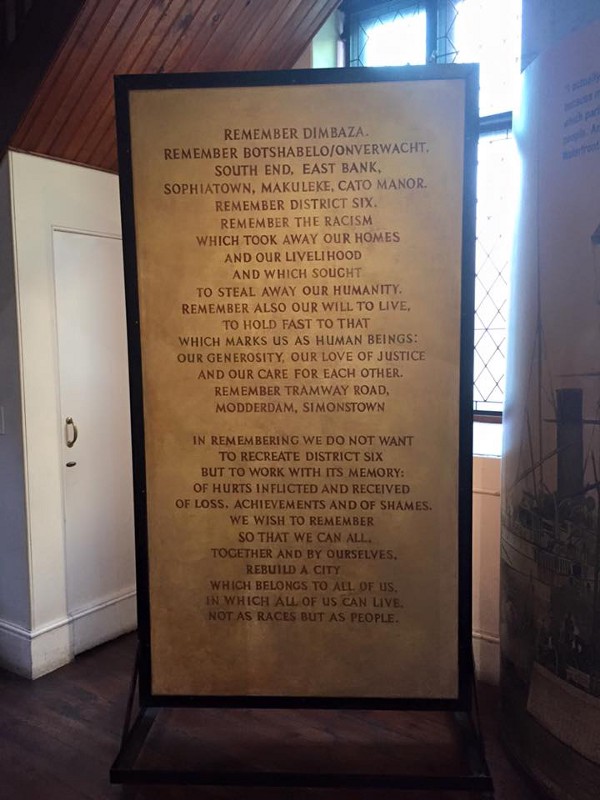 REMEMBER DIMBAZA.
REMEMBER BOTSHABELO/ONVERWACHT,
SOUTH END, EAST BANK,
SOPHIATOWN, MAKULEKE, CATO MANOR.
REMEMBER DISTRICT SIX.
REMEMBER THE RACISM
WHICH TOOK AWAY OUR HOMES
AND OUR LIVELIHOOD
AND WHICH SOUGHT
TO STEAL AWAY OUR HUMANITY.
REMEMBER ALSO OUR WILL TO LIVE,
TO HOLD FAST TO THAT
WHICH MARKS US AS HUMAN BEINGS:
OUR GENEROSITY, OUR LOVE OF JUSTICE
AND OUR CARE FOR EACH OTHER.
REMEMBER TRAMWAY ROAD,
MODDERDAM, SIMONSTOWN
IN REMEMBERING WE DO NOT WANT
TO RECREATE DISTRICT SIX
BUT TO WORK WITH ITS MEMORY:
OF HURTS INFLICTED AND RECEIVED
OF LOSS, ACHIEVEMENTS AND OF SHAMES.
WE WISH TO REMEMBER
SO THAT WE CAN ALL,
TOGETHER AND BY OURSELVES,
REBUILD A CITY
WHICH BELONGS TO ALL OF US,
IN WHICH ALL OF US CAN LIVE,
NOT AS RACES BUT AS PEOPLE.
"I actually
which part
people. An